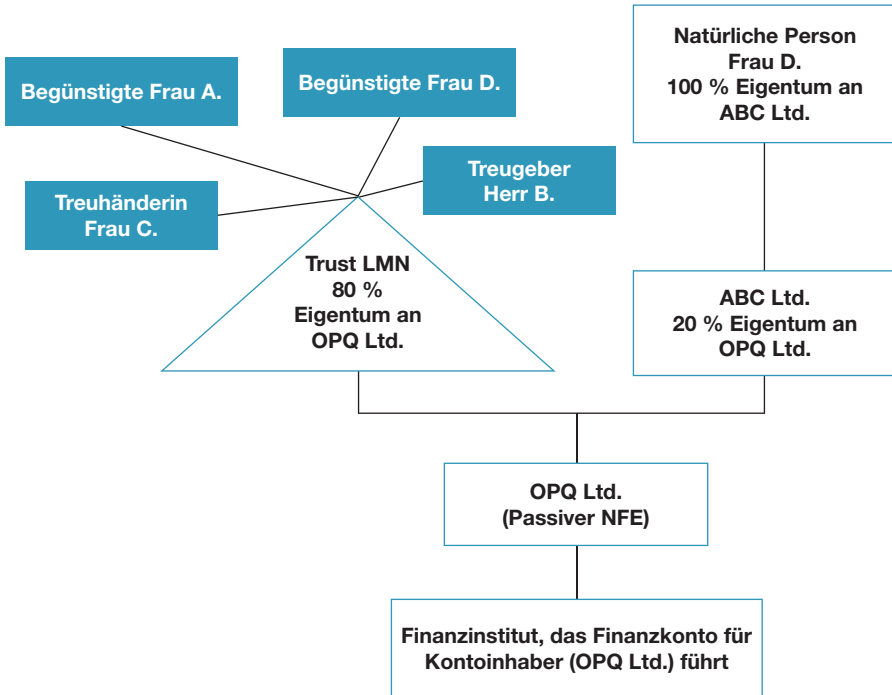 Begünstigte Frau A.
Begünstigte Frau D.
Natürliche Person
Frau D.
100 % Eigentum an
ABC Ltd.
Treuhänderin
Frau C.
Treugeber
Herr B.
Trust LMN
80 %
Eigentum an
OPQ Ltd.
ABC Ltd.
20 % Eigentum an
OPQ Ltd.
OPQ Ltd.
(Passiver NFE)
Finanzinstitut, das Finanzkonto für
Kontoinhaber (OPQ Ltd.) führt